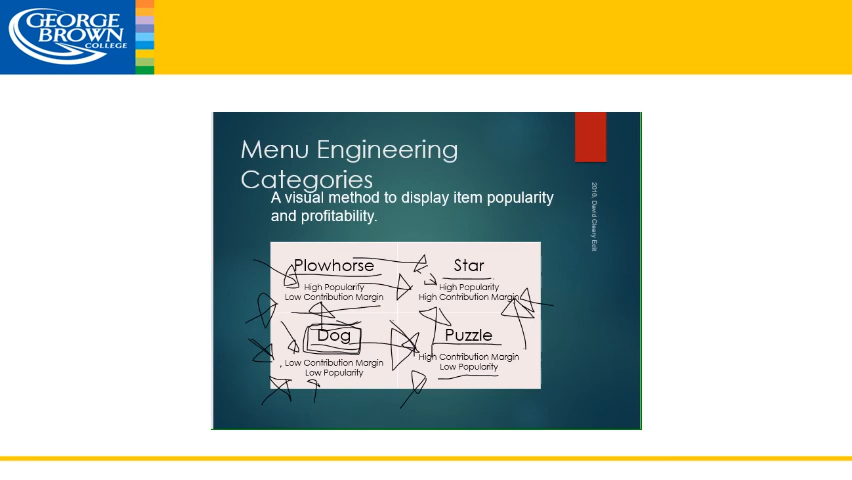 GEORGE
BROWN
COLLEGE
Menu Engineering
Categories
A visual method to display item popularity
and profitability.
Plowhorse
High Popularity
Low Contribution Margin
Star
High Popularity
High Contribution Margin
Dog
Low Contribution Margin
Low Popularity
Puzzle
High Contribution Margin
Low Popularity
David Cleary